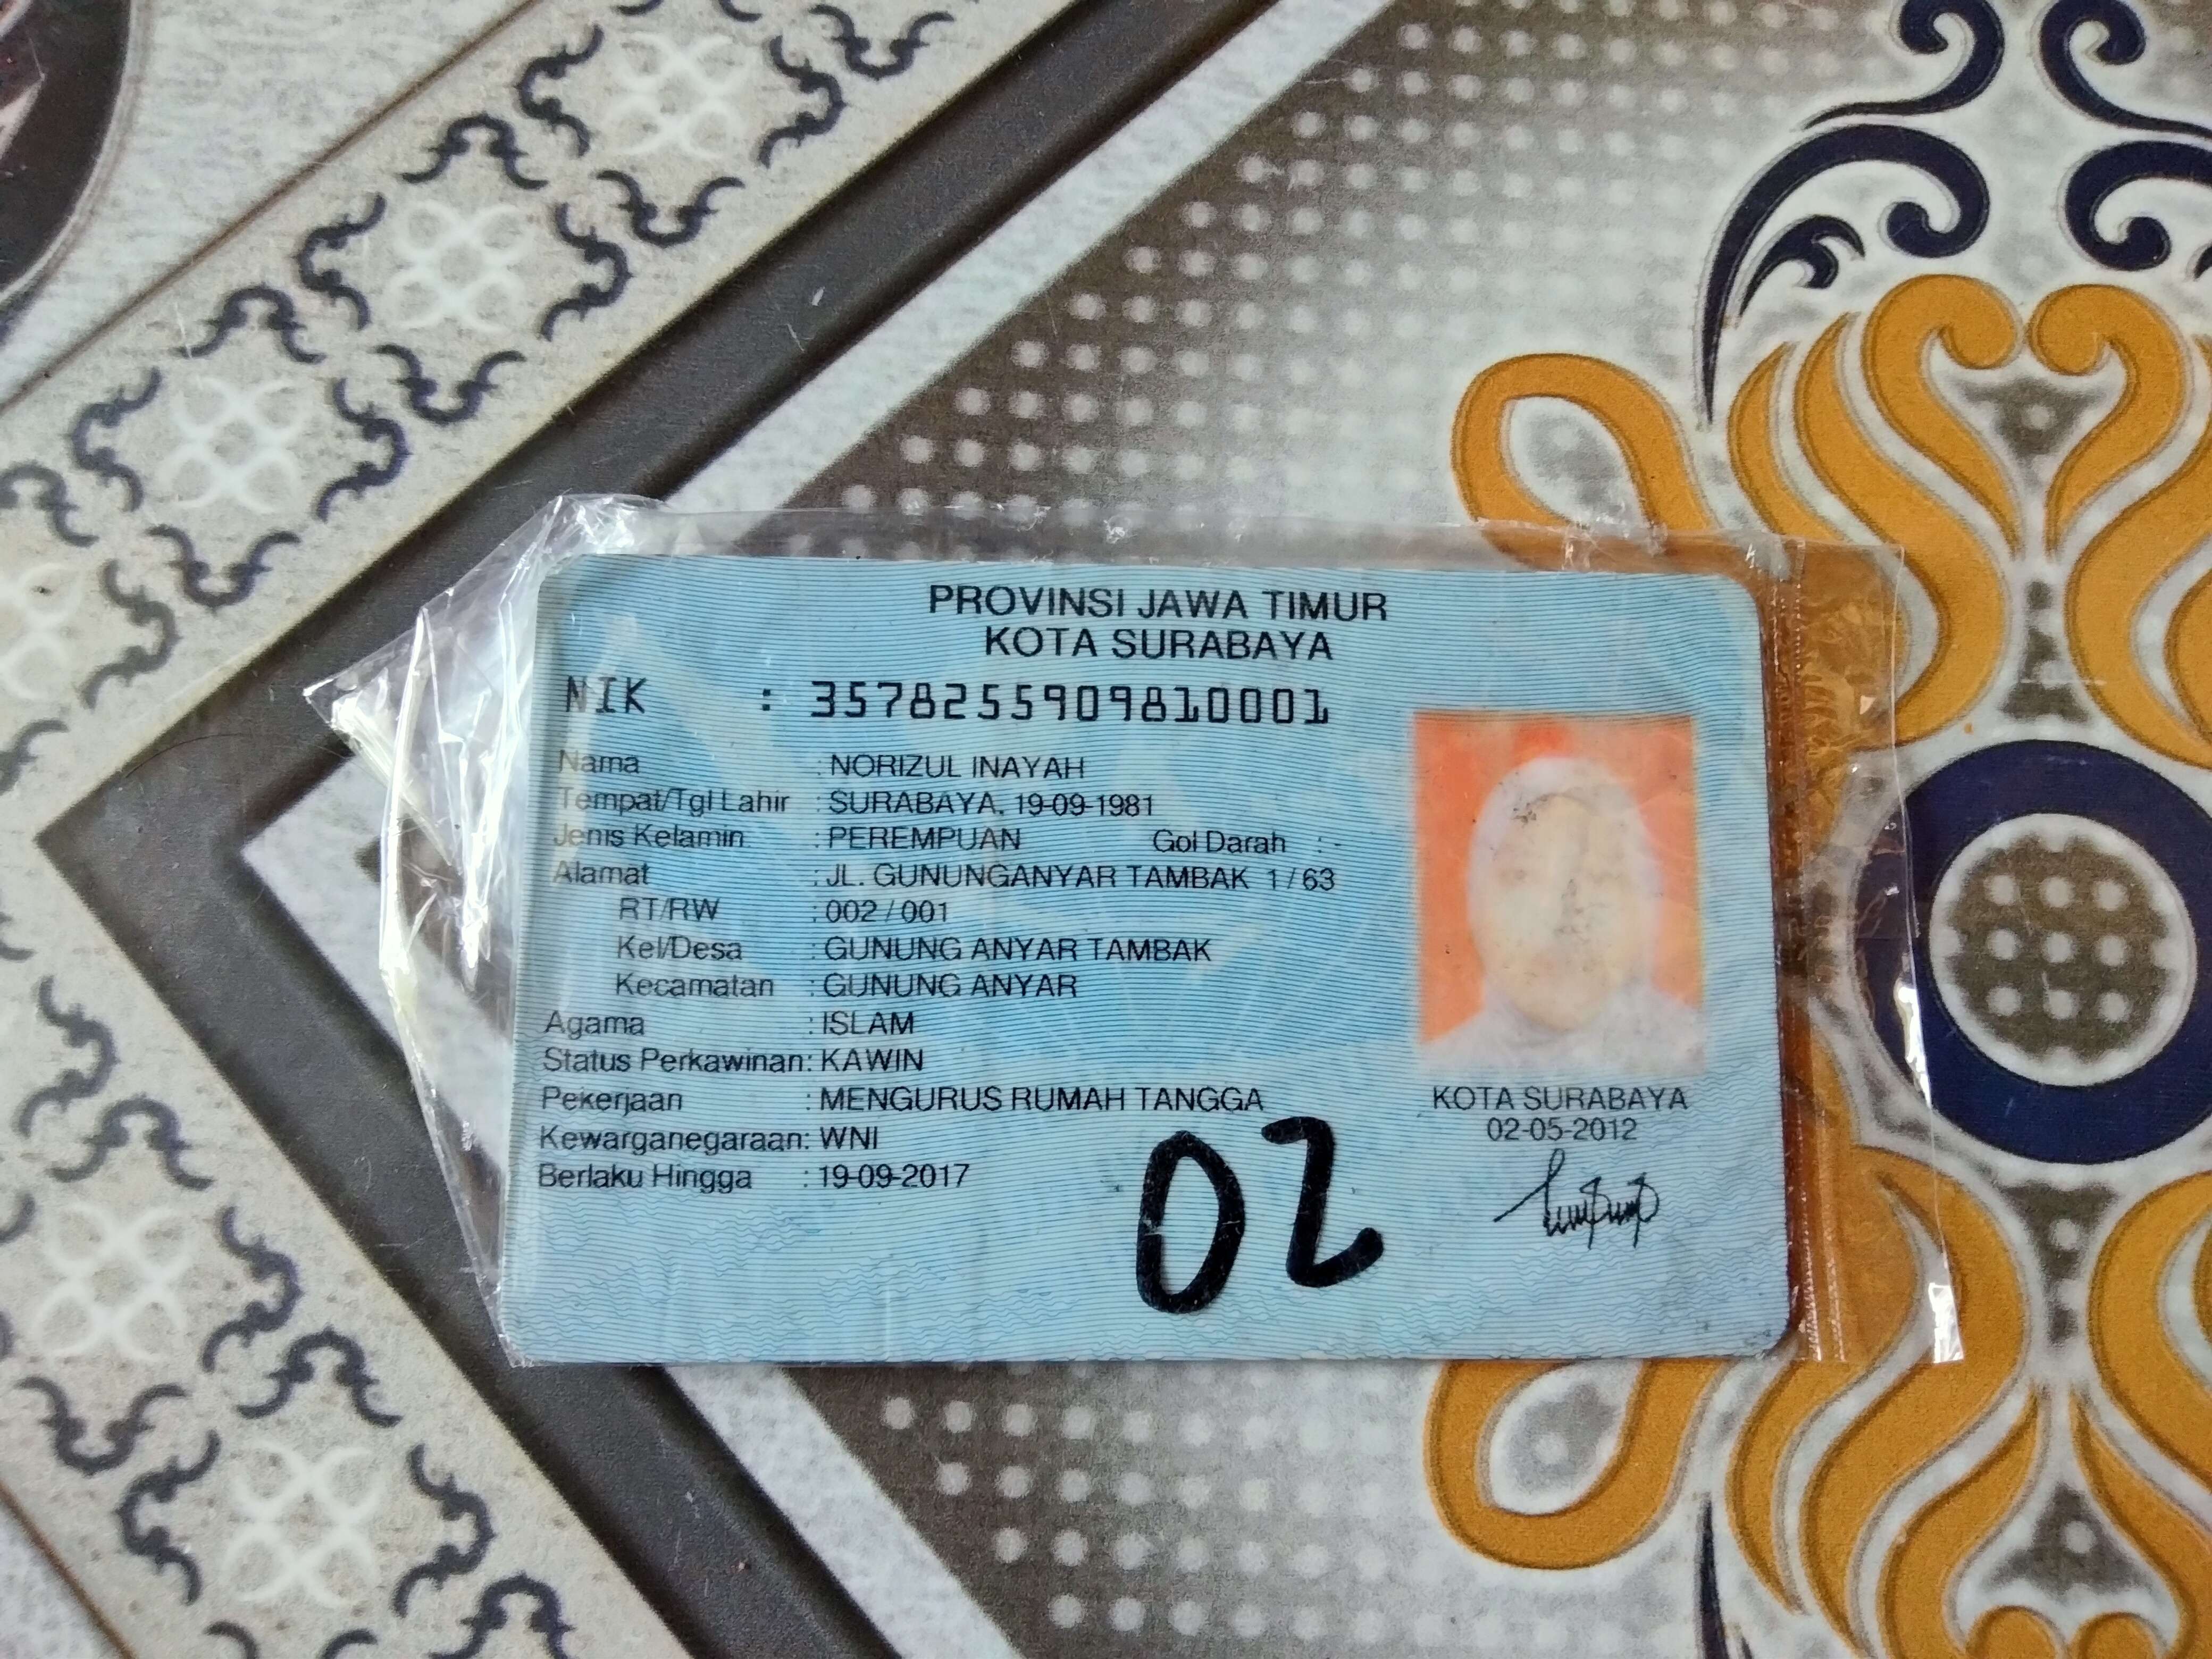 PROVINSI JAWA TIMUR
KOTA SURABAYA
NIK : 3578255909810001
Nama : NORIZUL INAYAH
Tempat/Tgl Lahir : SURABAYA, 19-09-1981
Jenis Kelamin : PEREMPUAN Gol Darah : -
Alamat : JL. GUNUNGANYAR TAMBAK 1 / 63
RT/RW : 002 / 001
Kel/Desa : GUNUNG ANYAR TAMBAK
Kecamatan : GUNUNG ANYAR
Agama : ISLAM
Status Perkawinan: KAWIN
Pekerjaan : MENGURUS RUMAH TANGGA
Kewarganegaraan: WNI
Berlaku Hingga : 19-09-2017
KOTA SURABAYA
02-05-2012
02